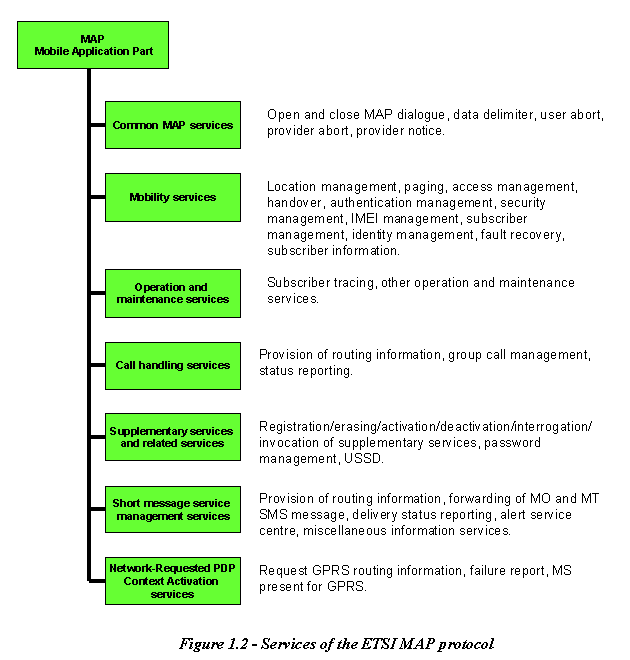 MAP
Mobile Application Part
Common MAP services
Open and close MAP dialogue, data delimiter, user abort,
provider abort, provider notice.
Mobility services
Location management, paging, access management,
handover, authentication management, security
management, IMEI management, subscriber
management, identity management, fault recovery,
subscriber information.
Operation and
maintenance services
Subscriber tracing, other operation and maintenance
services.
Call handling services
Provision of routing information, group call management,
status reporting.
Supplementary services
and related services
Registration/erasing/activation/deactivation/interrogation/
invocation of supplementary services, password
management, USSD.
Short message service
management services
Provision of routing information, forwarding of MO and MT
SMS message, delivery status reporting, alert service
centre, miscellaneous information services.
Network-Requested PDP
Context Activation
services
Request GPRS routing information, failure report, MS
present for GPRS.
Figure 1.2 - Services of the ETSI MAP protocol